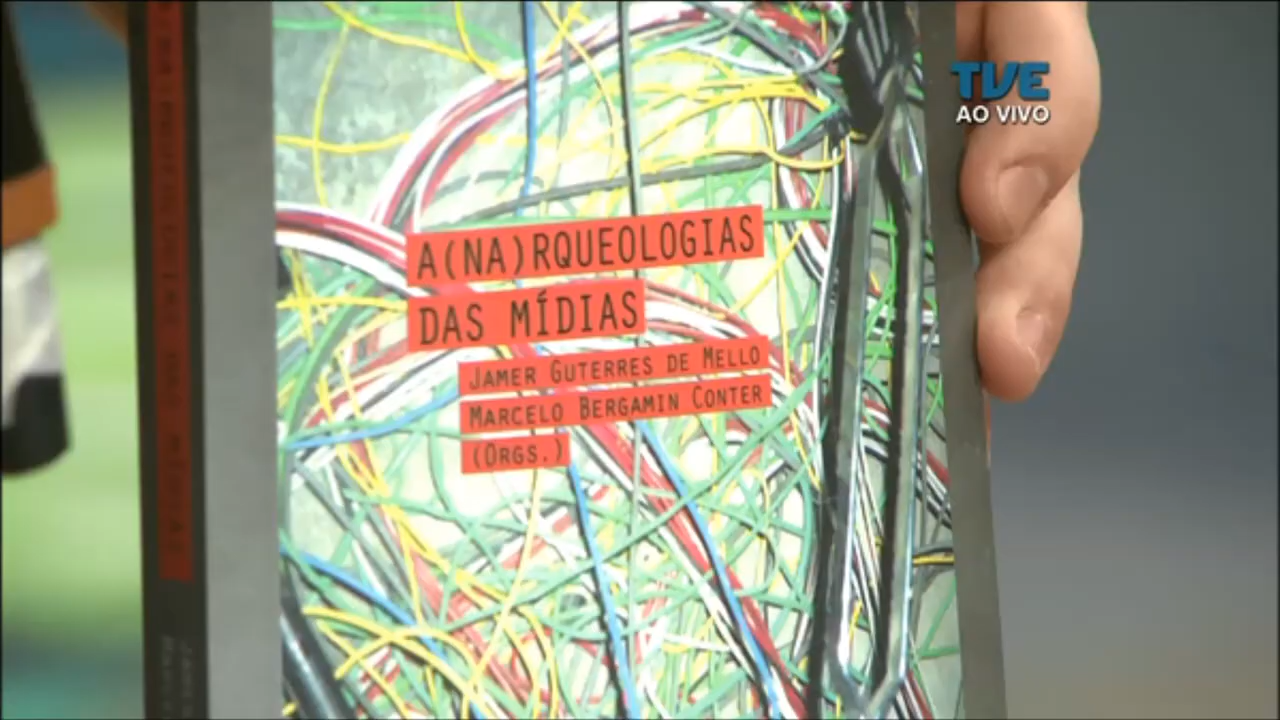 TVE
AO VIVO
A(NA)RQUEOLOGIAS
DAS MÍDIAS
JAMER GUTERRES DE MELLO
MARCELO BERGAMIN CONTER
(ORGS.)